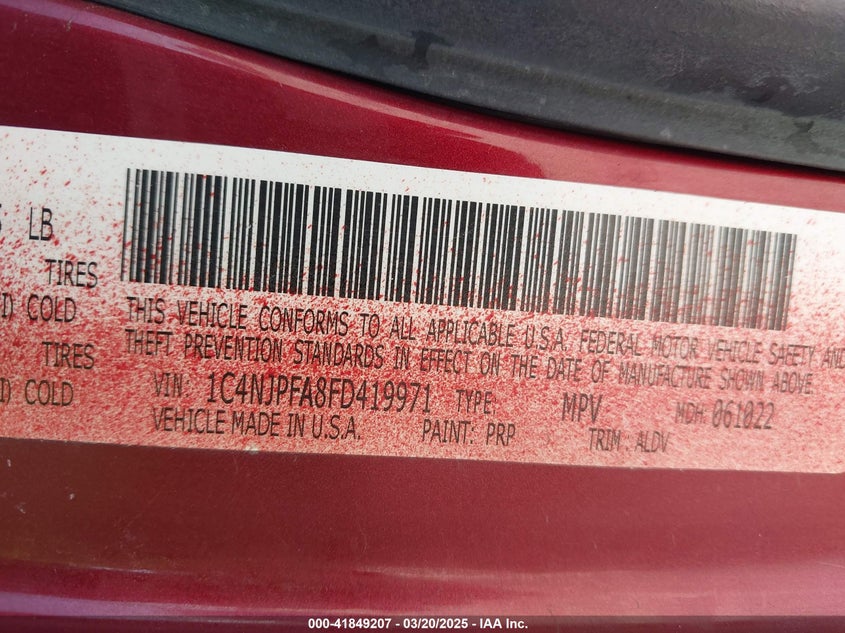 5 LB
TIRES
D COLD
TIRES
D COLD
THIS VEHICLE CONFORMS TO ALL APPLICABLE U.S.A. FEDERAL MOTOR VEHICLE SAFETY AND
THEFT PREVENTION STANDARDS IN EFFECT ON THE DATE OF MANUFACTURE SHOWN ABOVE.
VIN: 1C4NJPFA8FD419971 TYPE: MPV MDH: 061022
VEHICLE MADE IN U.S.A. PAINT: PRP TRIM: ALDV
000-41849207 - 03/20/2025 - IAA Inc.